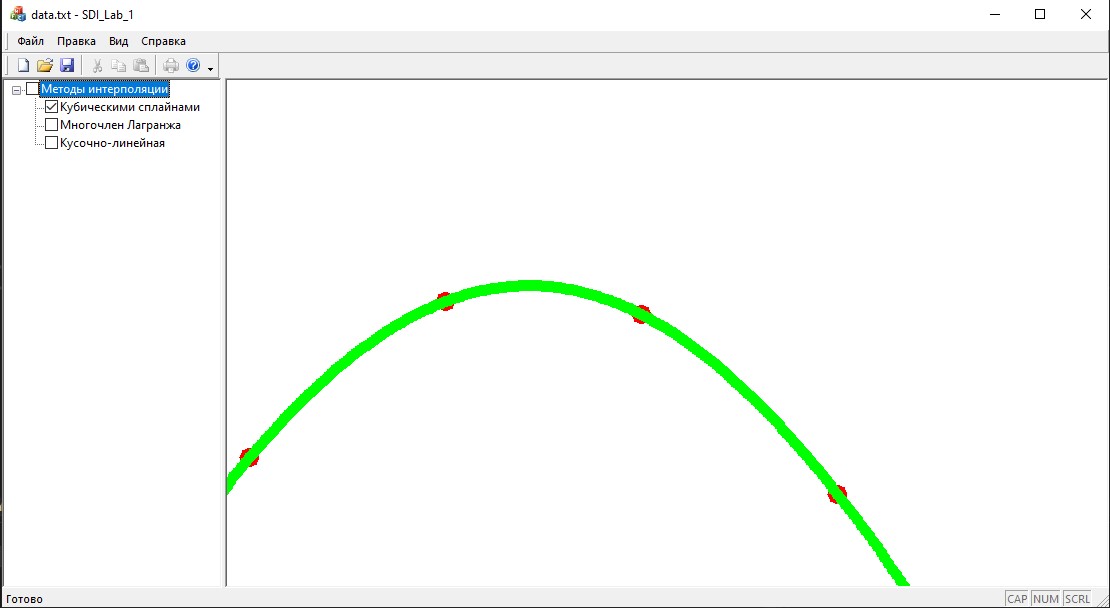 data.txt - SDI_Lab_1
Файл Правка Вид Справка
Методы интерполяции
Кубическими сплайнами
Многочлен Лагранжа
Кусочно-линейная
Готово
CAP NUM SCRL